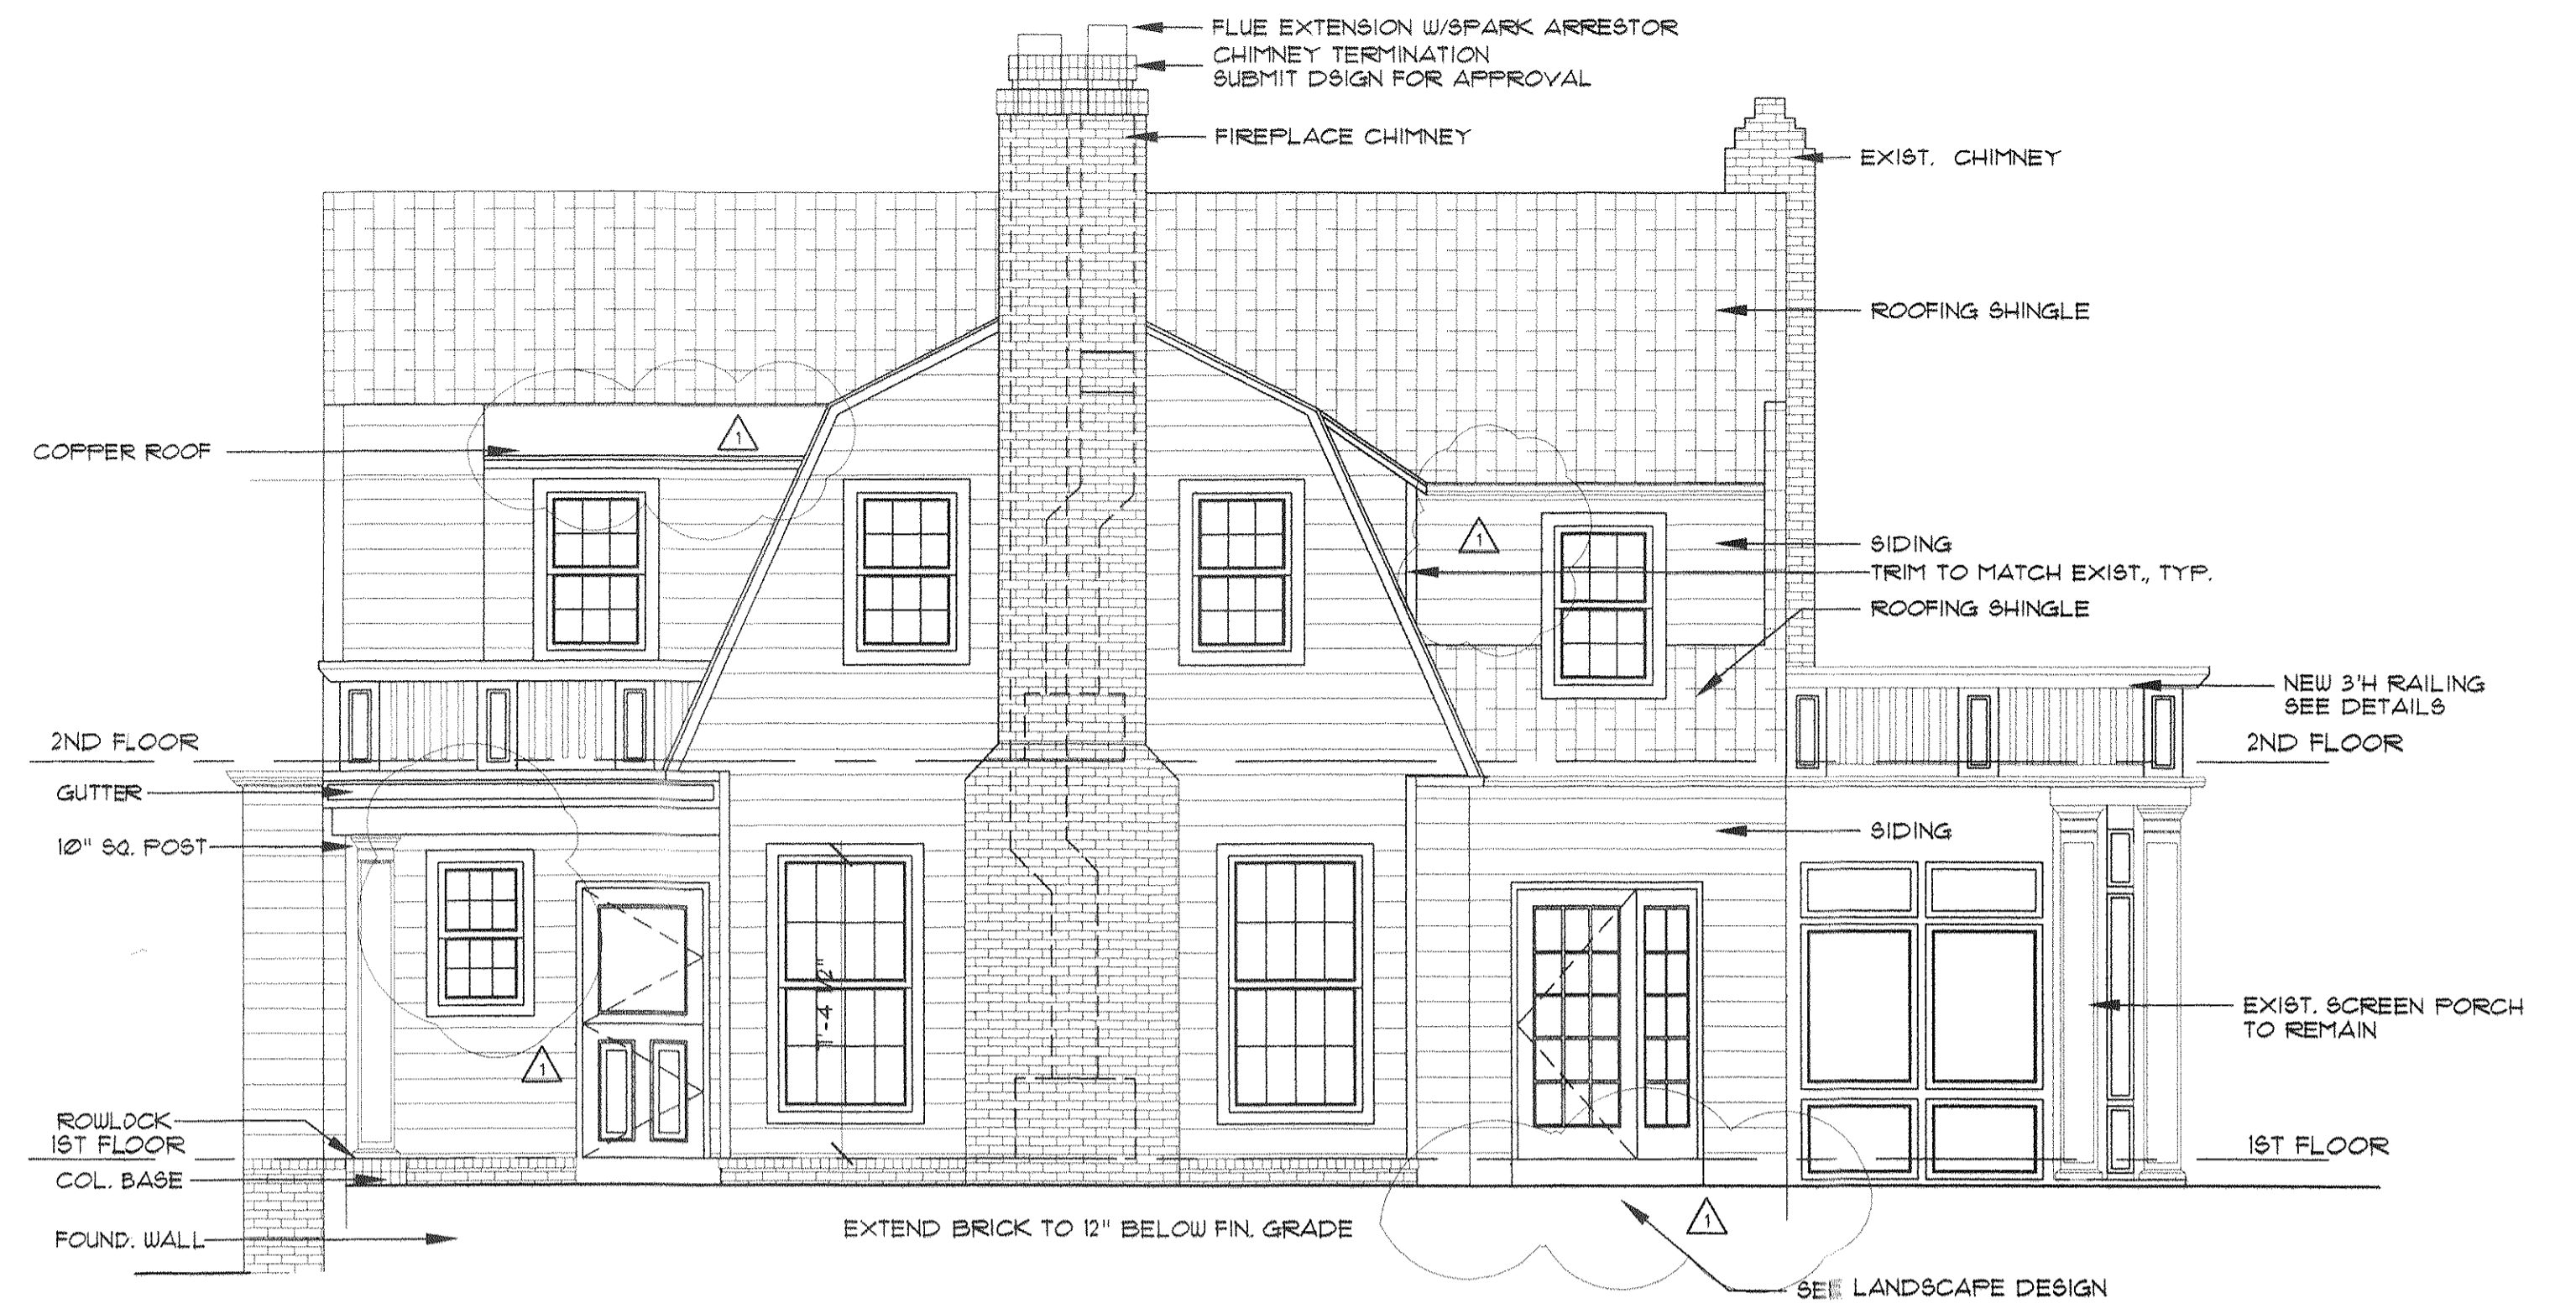 FLUE EXTENSION W/SPARK ARRESTOR
CHIMNEY TERMINATION
SUBMIT DSIGN FOR APPROVAL
FIREPLACE CHIMNEY
EXIST. CHIMNEY
ROOFING SHINGLE
1
COPPER ROOF
1
SIDING
TRIM TO MATCH EXIST., TYP.
ROOFING SHINGLE
NEW 3'H RAILING
SEE DETAILS
2ND FLOOR
2ND FLOOR
GUTTER
10" SQ. POST
SIDING
EXIST. SCREEN PORCH
TO REMAIN
1
ROWLOCK
1ST FLOOR
1ST FLOOR
COL. BASE
EXTEND BRICK TO 12" BELOW FIN. GRADE
1
FOUND. WALL
SEE LANDSCAPE DESIGN